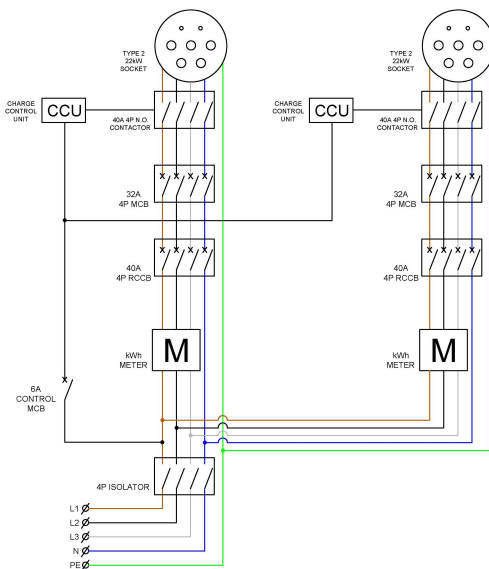 TYPE 2
22kW
SOCKET
TYPE 2
22kW
SOCKET
CHARGE
CONTROL
UNIT
CCU
40A 4P N.O.
CONTACTOR
CHARGE
CONTROL
UNIT
CCU
40A 4P N.O.
CONTACTOR
32A
4P MCB
32A
4P MCB
40A
4P RCCB
40A
4P RCCB
kWh
METER
M
kWh
METER
M
6A
CONTROL
MCB
4P ISOLATOR
L1
L2
L3
N
PE